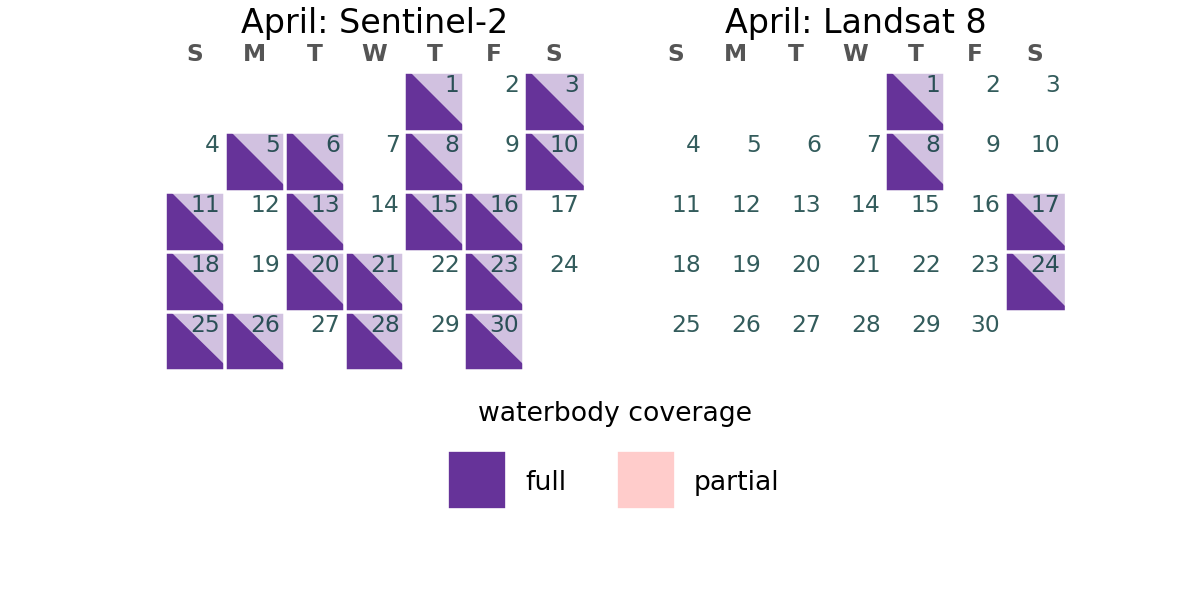 April: Sentinel-2
S M T W T F S
1 2 3
4 5 6 7 8 9 10
11 12 13 14 15 16 17
18 19 20 21 22 23 24
25 26 27 28 29 30
April: Landsat 8
S M T W T F S
1 2 3
4 5 6 7 8 9 10
11 12 13 14 15 16 17
18 19 20 21 22 23 24
25 26 27 28 29 30
waterbody coverage
full partial